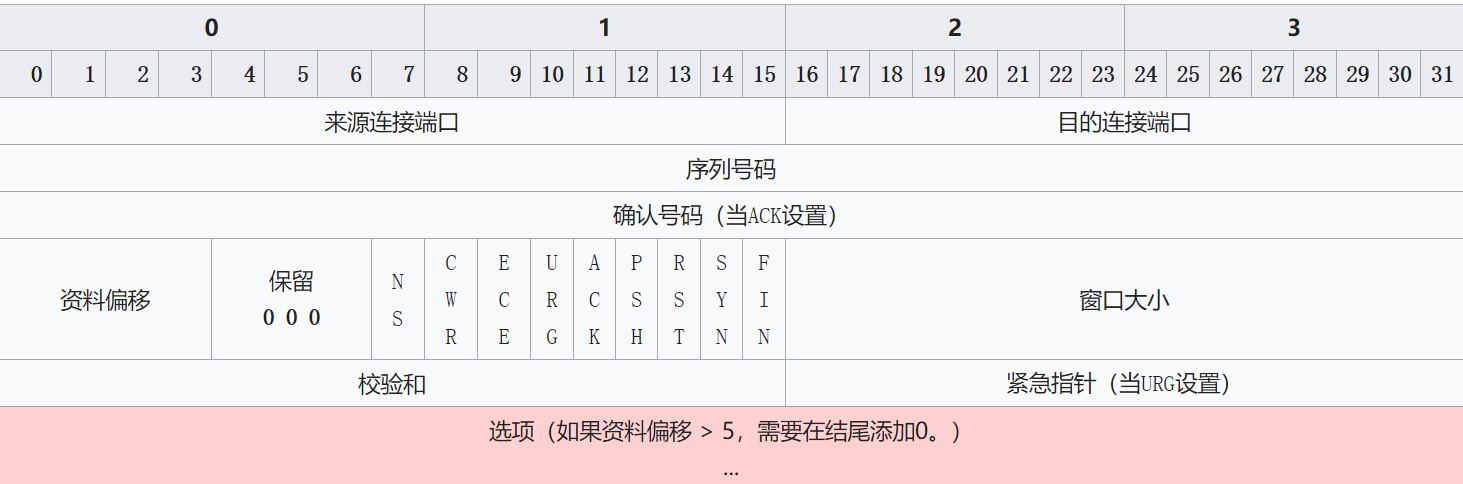 0 1 2 3
0 1 2 3 4 5 6 7 8 9 10 11 12 13 14 15 16 17 18 19 20 21 22 23 24 25 26 27 28 29 30 31
来源连接端口 目的连接端口
序列号码
确认号码（当ACK设置）
资料偏移 保留 0 0 0 NS CWR ECE URG ACK PSH RST SYN FIN 窗口大小
校验和 紧急指针（当URG设置）
选项（如果资料偏移 > 5，需要在结尾添加0。）
...